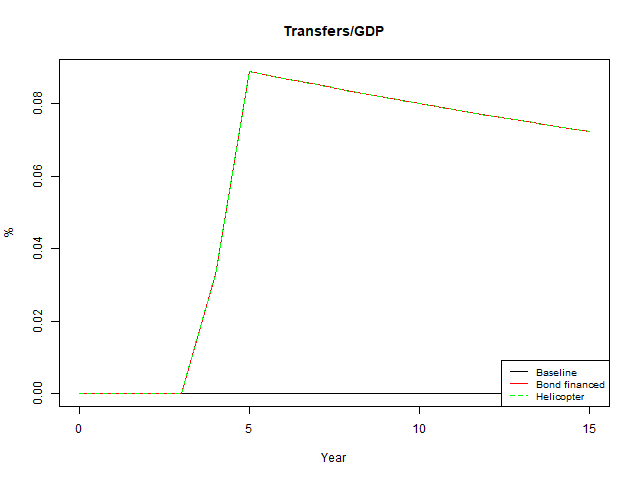 Transfers/GDP
%
0.08
0.06
0.04
0.02
0.00
Baseline
Bond financed
Helicopter
0
5
10
15
Year